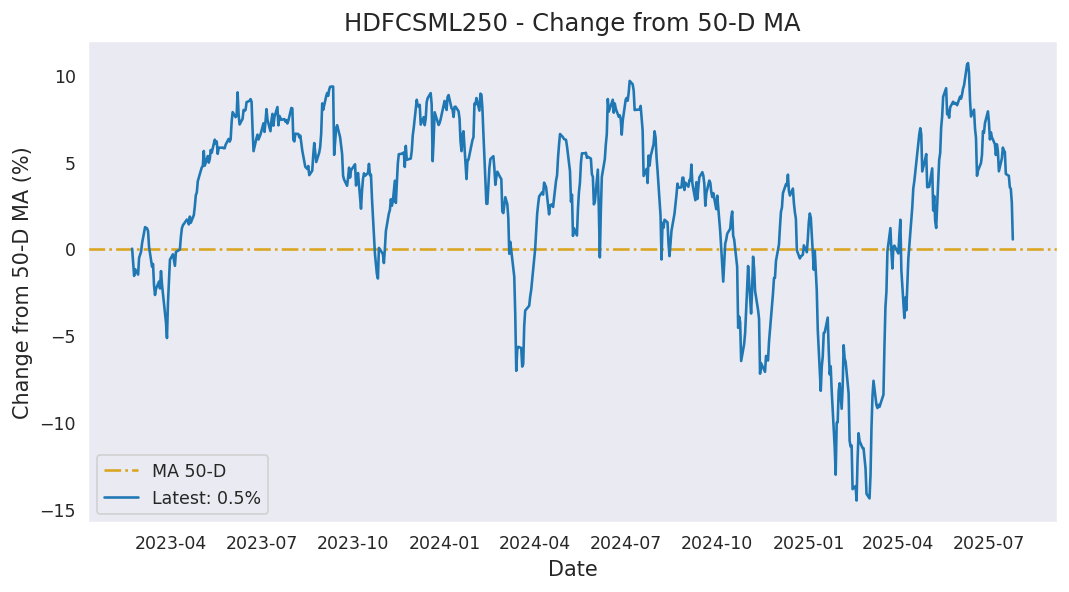 HDFCSML250 - Change from 50-D MA
Change from 50-D MA (%)
10
5
0
−5
−10
−15
MA 50-D
Latest: 0.5%
2023-04 2023-07 2023-10 2024-01 2024-04 2024-07 2024-10 2025-01 2025-04 2025-07
Date